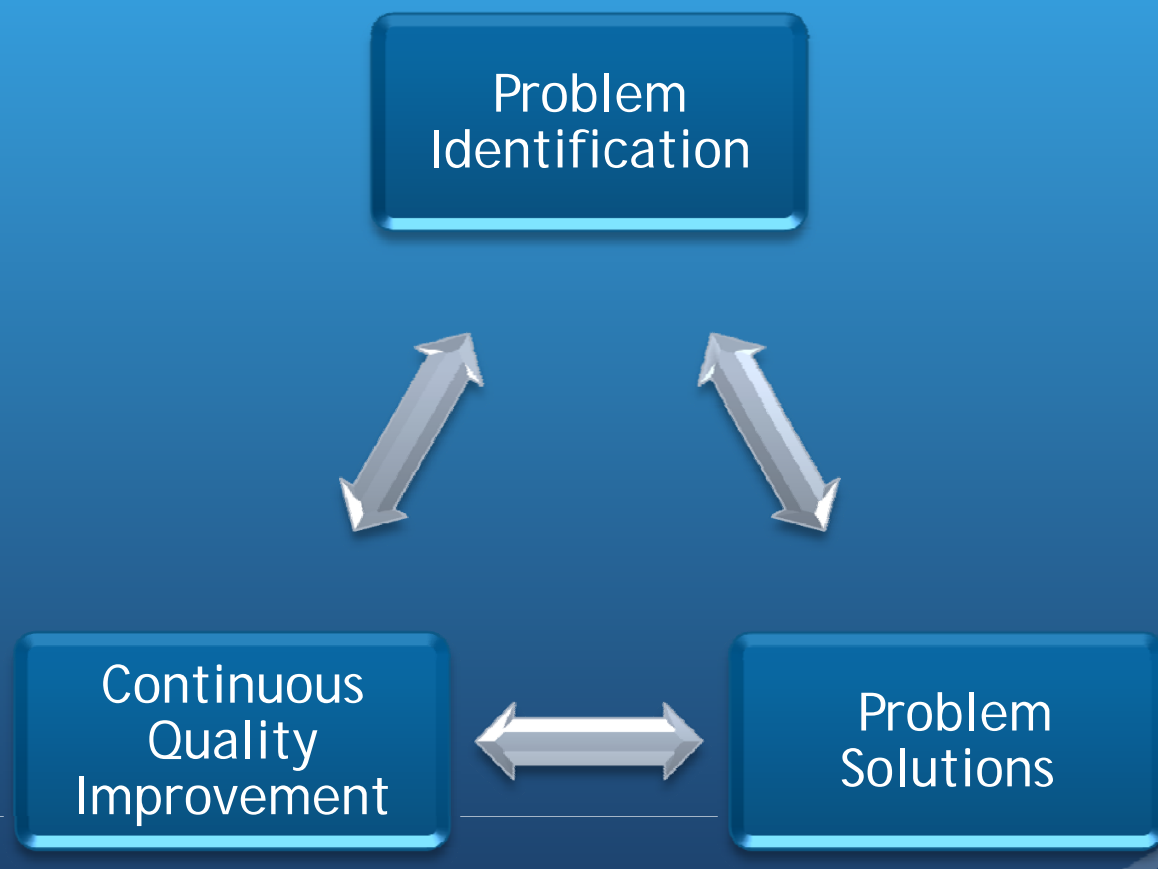 Problem
Identification
Continuous
Quality
Improvement
Problem
Solutions